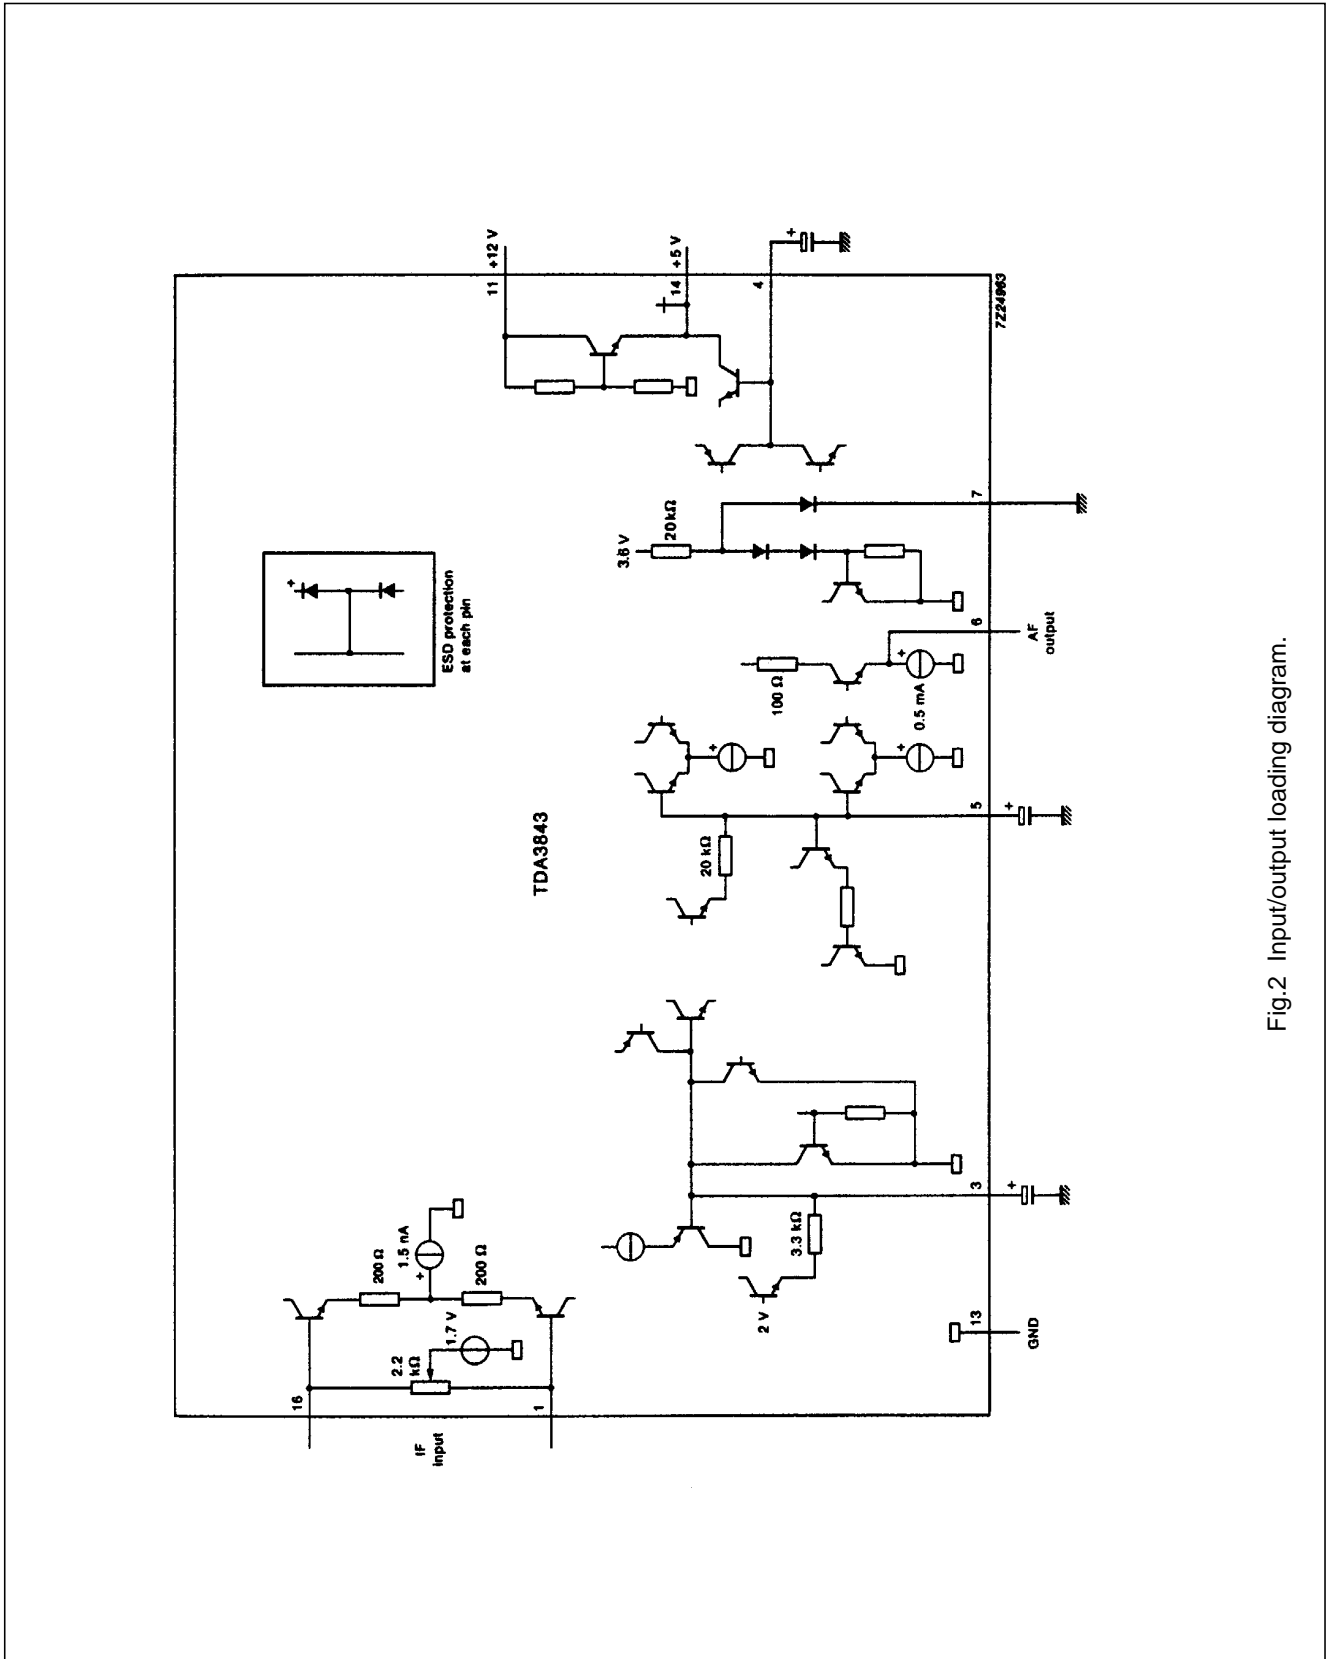 11 +12 V
14 +5 V
4
7Z24963
7
3.6 V
20 kΩ
ESD protection
at each pin
+
6
AF
output
100 Ω
0.5 mA
+
+
+
5
+
TDA3843
20 kΩ
3
+
3.3 kΩ
2 V
200 Ω
1.5 nA
+
200 Ω
1.7 V
2.2
kΩ
13
GND
16
1
IF
input
+
Fig.2 Input/output loading diagram.